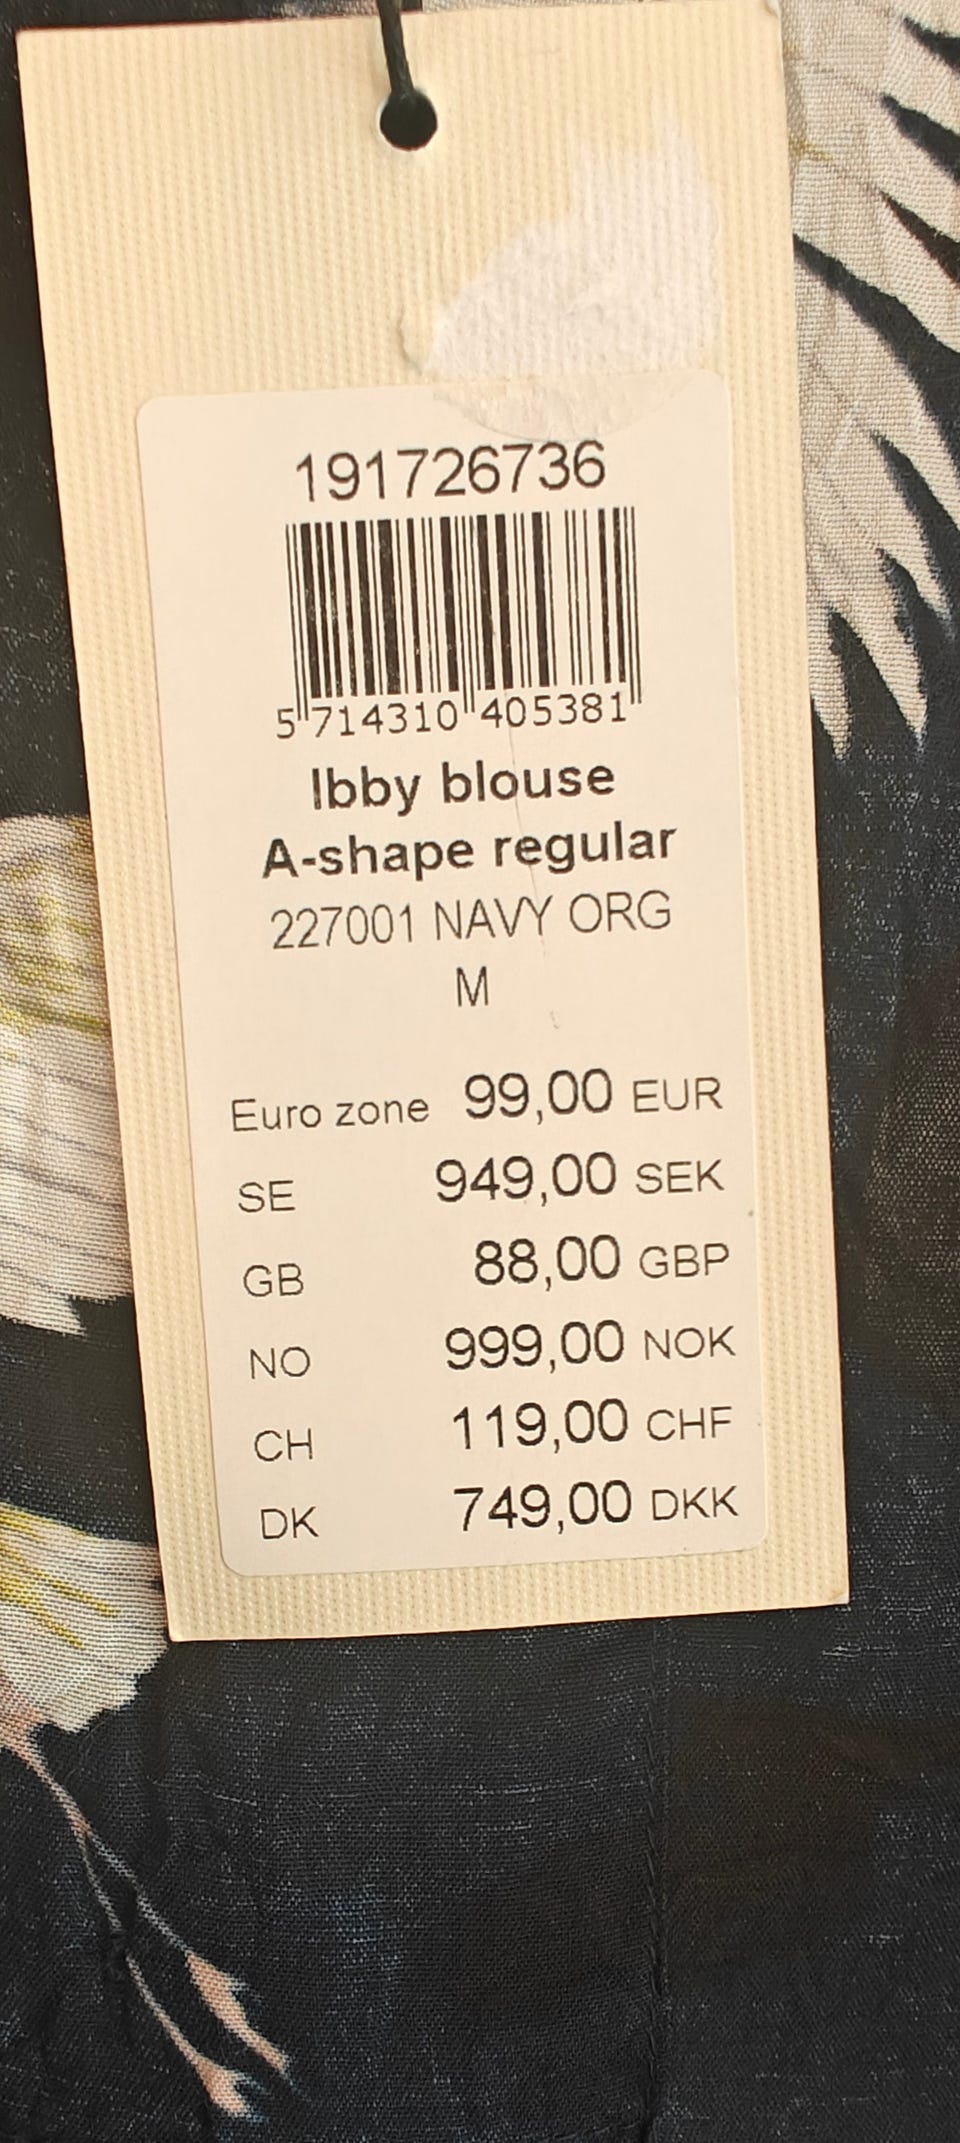 191726736
5 714310 405381
Ibby blouse
A-shape regular
227001 NAVY ORG
M
Euro zone 99,00 EUR
SE 949,00 SEK
GB 88,00 GBP
NO 999,00 NOK
CH 119,00 CHF
DK 749,00 DKK